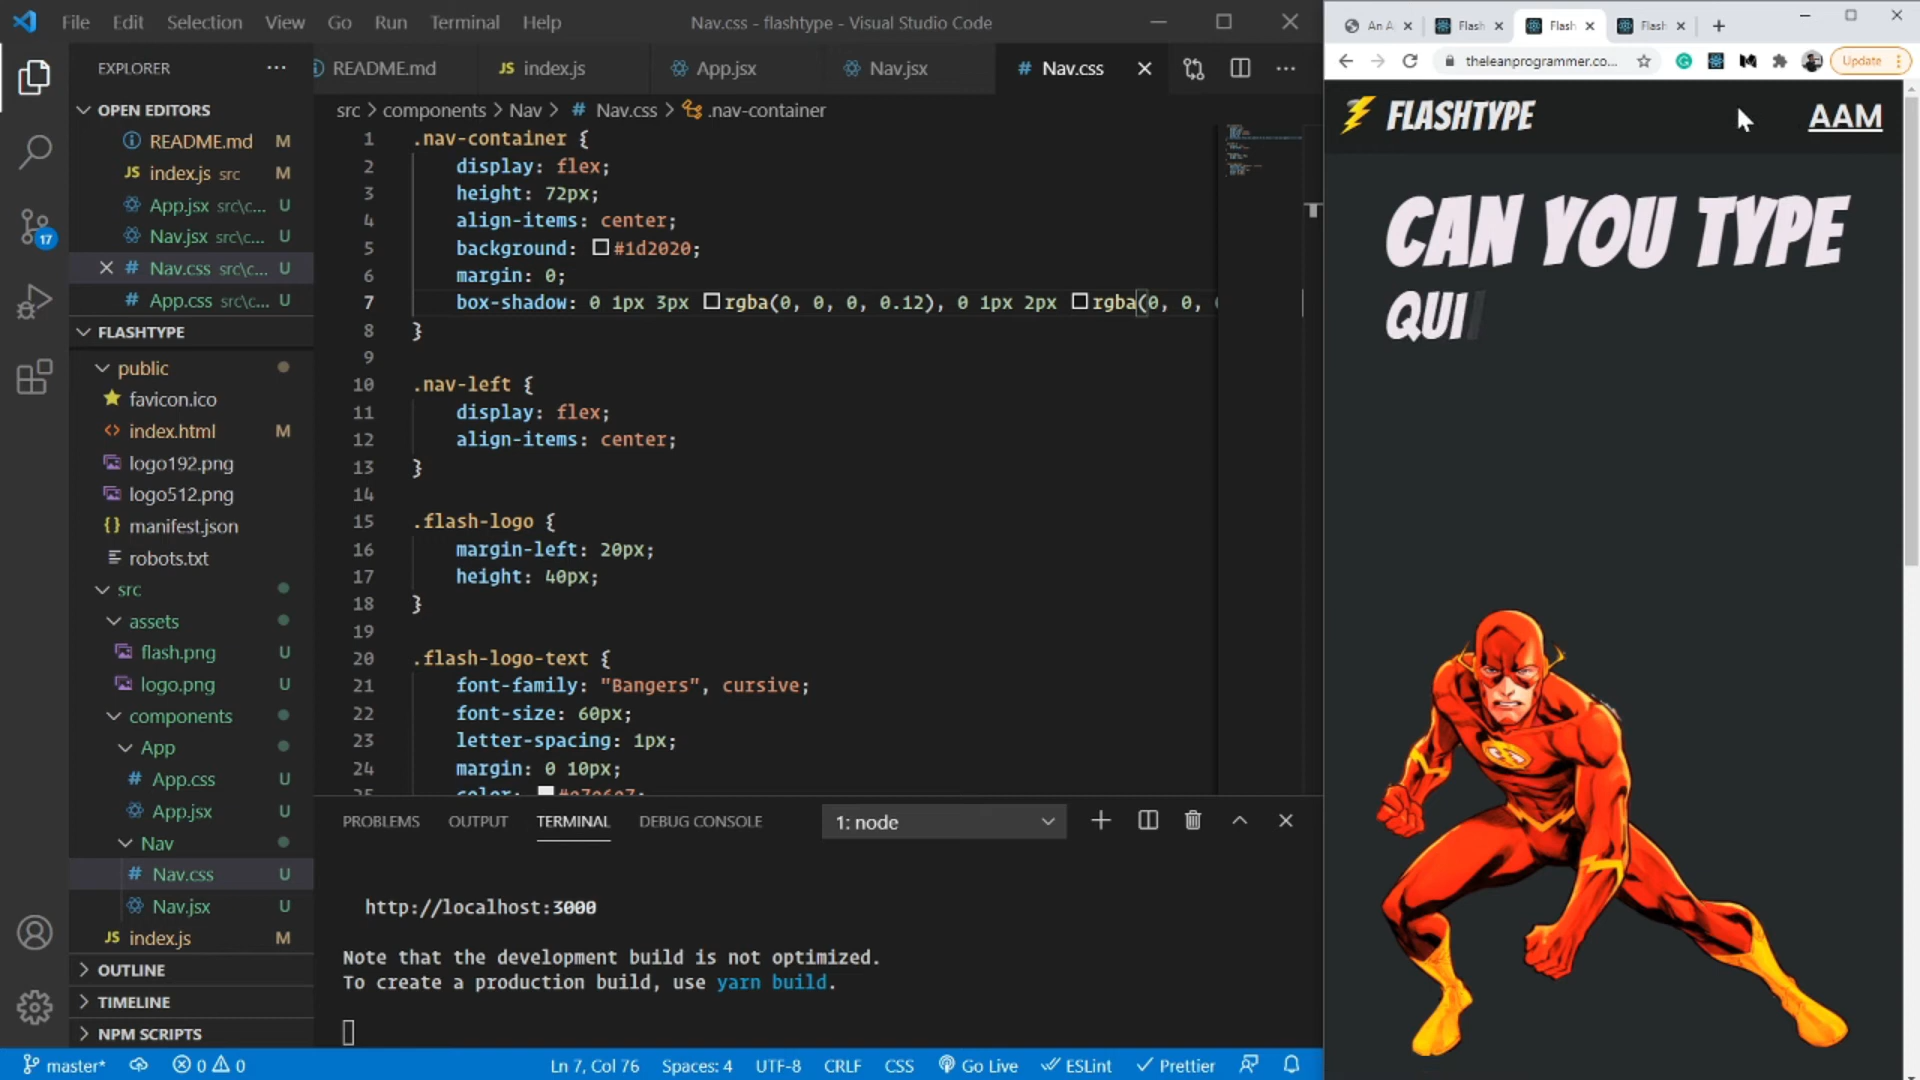 File Edit Selection View Go Run Terminal Help
Nav.css - flashtype - Visual Studio Code
EXPLORER
OPEN EDITORS
README.md M
index.js src M
App.jsx src\c... U
Nav.jsx src\c... U
Nav.css src\c... U
App.css src\c... U
FLASHTYPE
public
favicon.ico
index.html M
logo192.png
logo512.png
manifest.json
robots.txt
src
assets
flash.png U
logo.png U
components
App
App.css U
App.jsx U
Nav
Nav.css U
Nav.jsx U
index.js M
OUTLINE
TIMELINE
NPM SCRIPTS
17
README.md index.js App.jsx Nav.jsx Nav.css
src > components > Nav > Nav.css > .nav-container
1 .nav-container {
2 display: flex;
3 height: 72px;
4 align-items: center;
5 background: #1d2020;
6 margin: 0;
7 box-shadow: 0 1px 3px rgba(0, 0, 0, 0.12), 0 1px 2px rgba(0, 0,
8 }
9
10 .nav-left {
11 display: flex;
12 align-items: center;
13 }
14
15 .flash-logo {
16 margin-left: 20px;
17 height: 40px;
18 }
19
20 .flash-logo-text {
21 font-family: "Bangers", cursive;
22 font-size: 60px;
23 letter-spacing: 1px;
24 margin: 0 10px;
PROBLEMS OUTPUT TERMINAL DEBUG CONSOLE 1: node
http://localhost:3000
Note that the development build is not optimized.
To create a production build, use yarn build.
master* 0 0 Ln 7, Col 76 Spaces: 4 UTF-8 CRLF CSS Go Live ESLint Prettier
An A Flash Flash Flash
theleanprogrammer.co... Update
FLASHTYPE AAM
CAN YOU TYPE
QUI